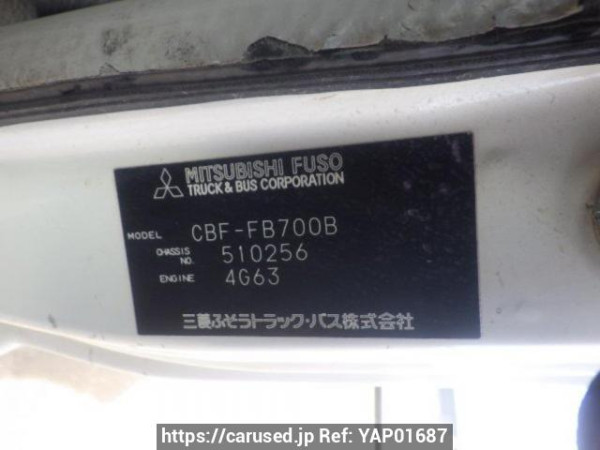 MITSUBISHI FUSO
TRUCK & BUS CORPORATION
MODEL CBF-FB700B
CHASSIS NO. 510256
ENGINE 4G63
三菱ふそうトラック・バス株式会社
https://carused.jp Ref: YAP01687